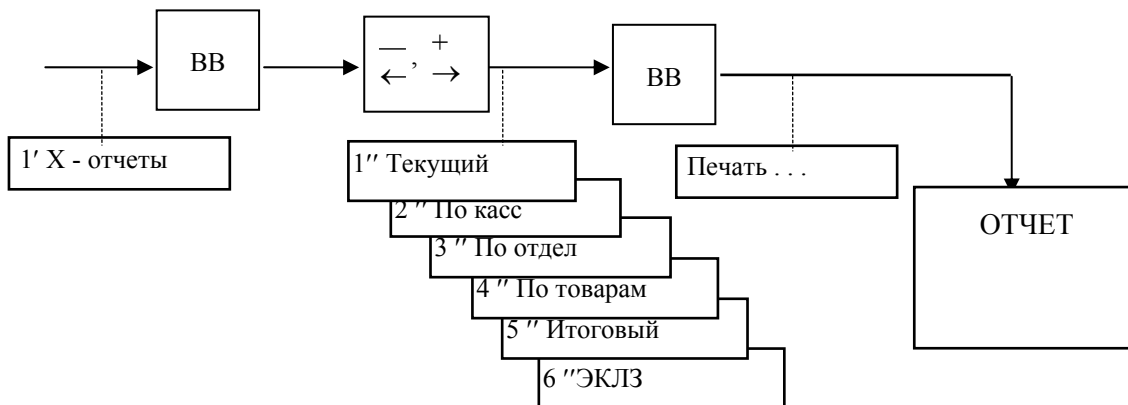 ВВ
— , +
← →
ВВ
1′ Х - отчеты
1′′ Текущий
2 ′′ По касс
3 ′′ По отдел
4 ′′ По товарам
5 ′′ Итоговый
6 ′′ЭКЛЗ
Печать . . .
ОТЧЕТ